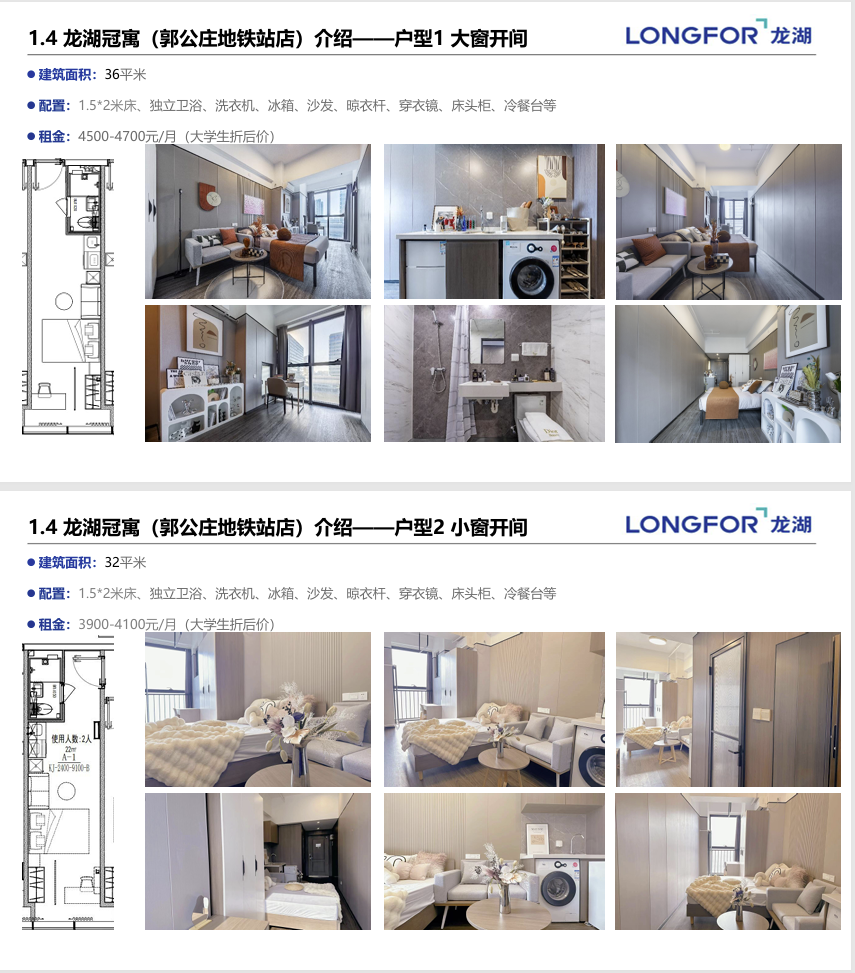 1.4 龙湖冠寓（郭公庄地铁站店）介绍——户型1 大窗开间
LONGFOR 龙湖
● 建筑面积：36平米
● 配置：1.5*2米床、独立卫浴、洗衣机、冰箱、沙发、晾衣杆、穿衣镜、床头柜、冷餐台等
● 租金：4500-4700元/月（大学生折后价）
1.4 龙湖冠寓（郭公庄地铁站店）介绍——户型2 小窗开间
LONGFOR 龙湖
● 建筑面积：32平米
● 配置：1.5*2米床、独立卫浴、洗衣机、冰箱、沙发、晾衣杆、穿衣镜、床头柜、冷餐台等
● 租金：3900-4100元/月（大学生折后价）
使用人数:2人
22㎡
A-1
KJ-2400-9100-B